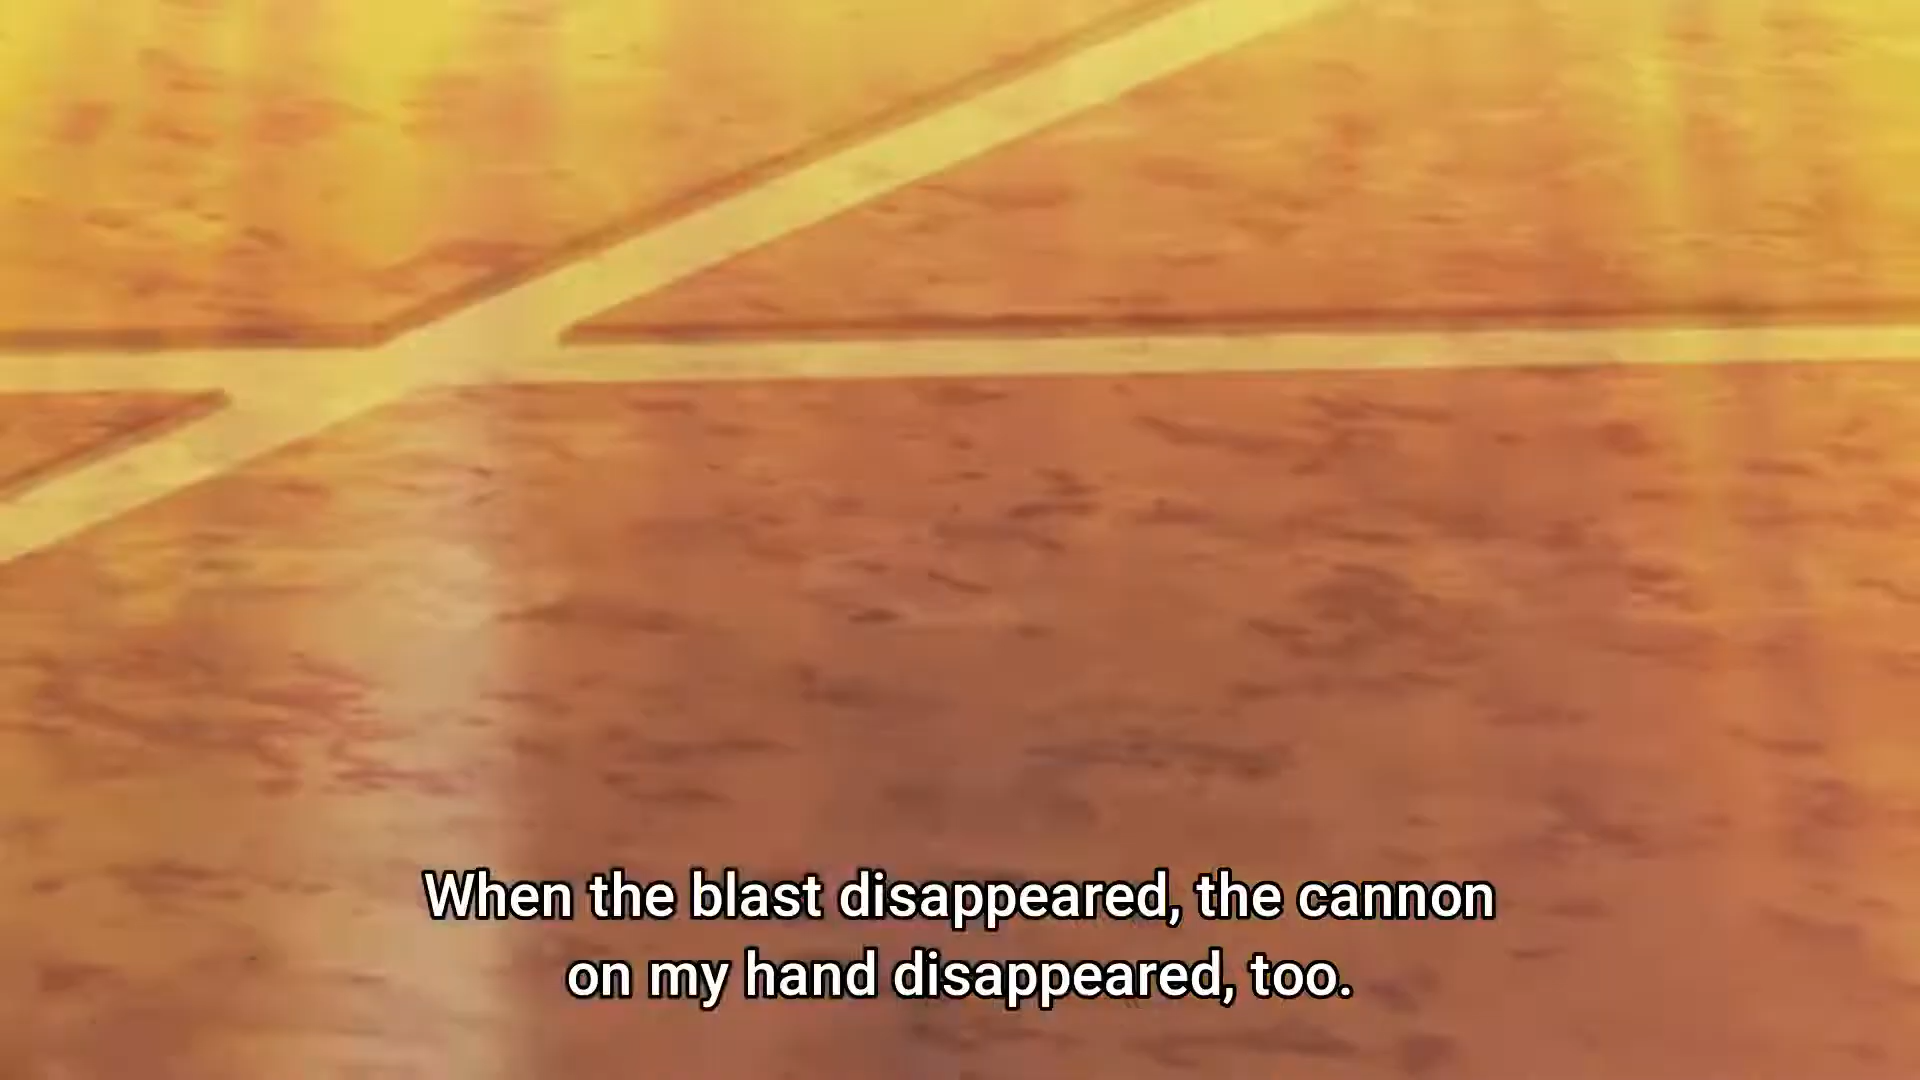 When the blast disappeared, the cannon
on my hand disappeared, too.